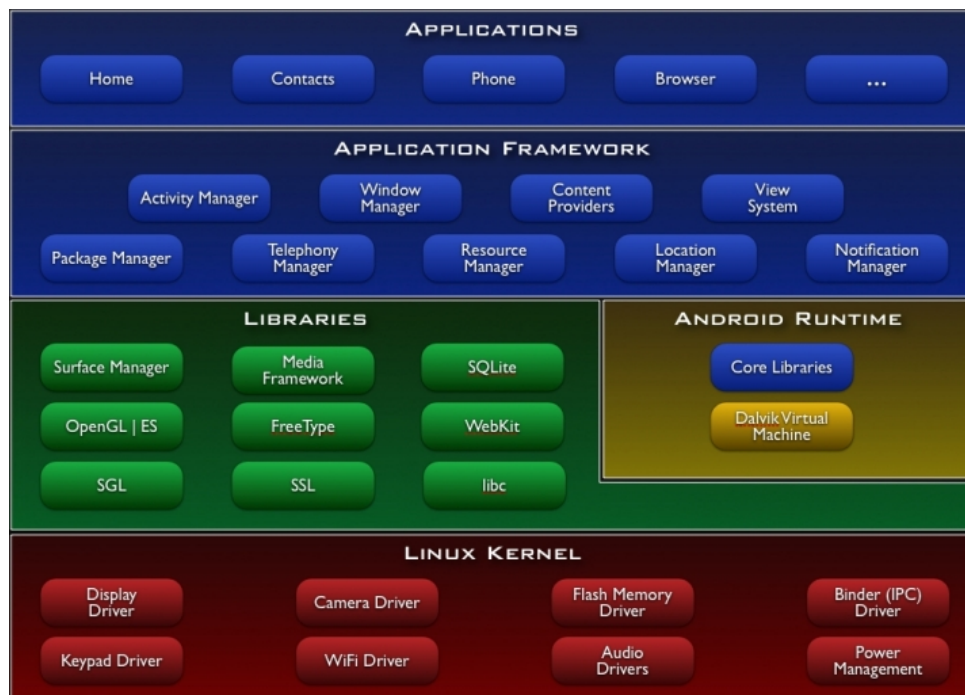 APPLICATIONS
Home
Contacts
Phone
Browser
...
APPLICATION FRAMEWORK
Activity Manager
Window
Manager
Content
Providers
View
System
Package Manager
Telephony
Manager
Resource
Manager
Location
Manager
Notification
Manager
LIBRARIES
Surface Manager
Media
Framework
SQLite
OpenGL | ES
FreeType
WebKit
SGL
SSL
libc
ANDROID RUNTIME
Core Libraries
Dalvik Virtual
Machine
LINUX KERNEL
Display
Driver
Camera Driver
Flash Memory
Driver
Binder (IPC)
Driver
Keypad Driver
WiFi Driver
Audio
Drivers
Power
Management